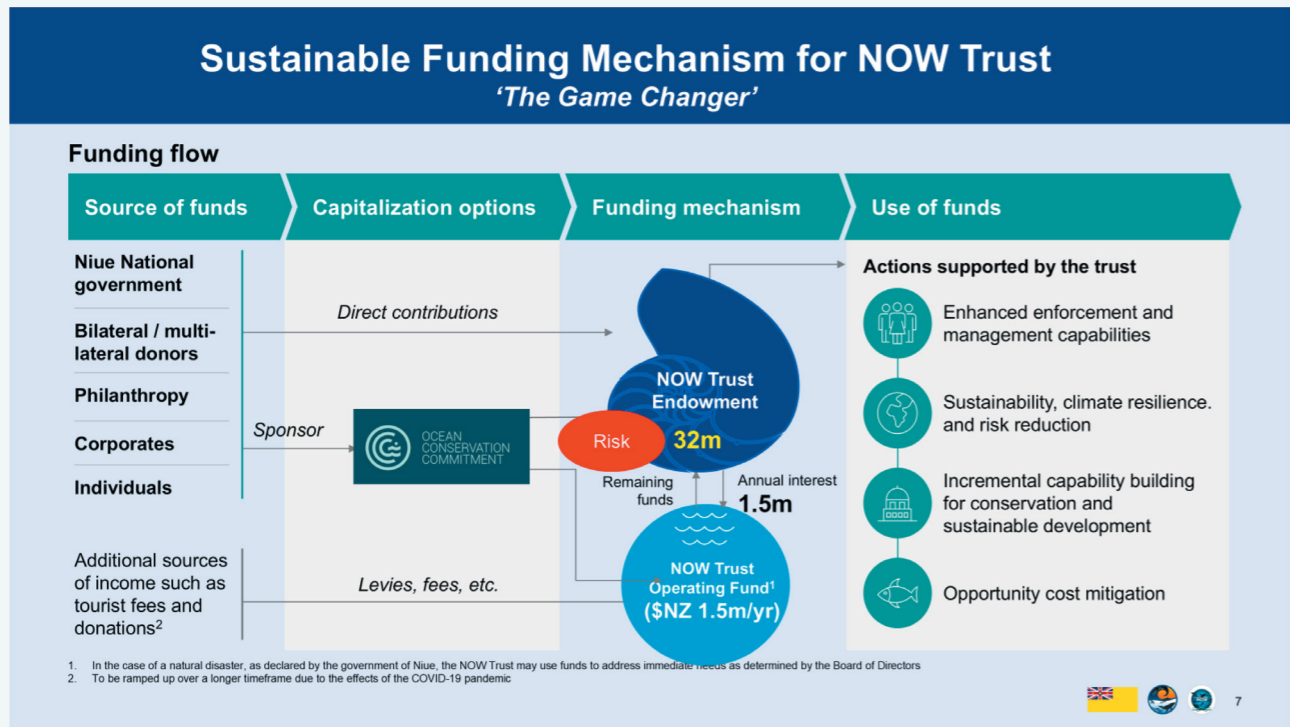 Sustainable Funding Mechanism for NOW Trust
‘The Game Changer’
Funding flow
Source of funds
Capitalization options
Funding mechanism
Use of funds
Niue National
government
Bilateral / multi-
lateral donors
Philanthropy
Corporates
Individuals
Additional sources
of income such as
tourist fees and
donations2
Direct contributions
Sponsor
OCEAN
CONSERVATION
COMMITMENT
Levies, fees, etc.
NOW Trust
Endowment
32m
Risk
Remaining
funds
Annual interest
1.5m
NOW Trust
Operating Fund1
($NZ 1.5m/yr)
Actions supported by the trust
Enhanced enforcement and
management capabilities
Sustainability, climate resilience.
and risk reduction
Incremental capability building
for conservation and
sustainable development
Opportunity cost mitigation
1. In the case of a natural disaster, as declared by the government of Niue, the NOW Trust may use funds to address immediate needs as determined by the Board of Directors
2. To be ramped up over a longer timeframe due to the effects of the COVID-19 pandemic
7